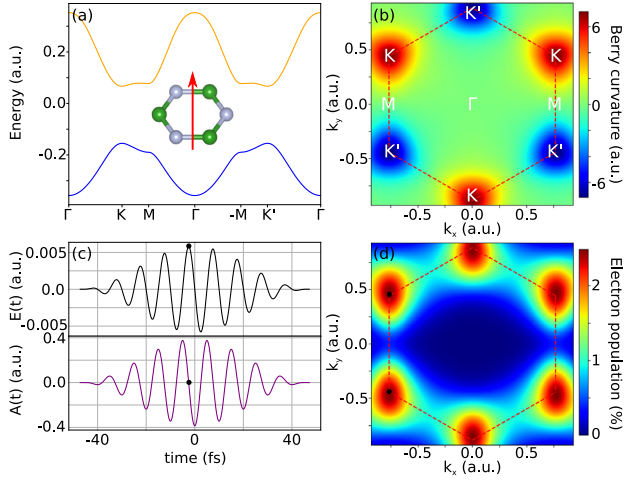 (a)
Energy (a.u.)
0.2
0.0
-0.2
Γ K M Γ -M K' Γ
(b)
k_y (a.u.)
0.5
0.0
-0.5
-0.5 0.0 0.5
k_x (a.u.)
K'
K K
M Γ M
K' K'
K
6
3
0
-3
-6
Berry curvature (a.u.)
(c)
E(t) (a.u.)
0.005
0.0
-0.005
A(t) (a.u.)
0.4
0.0
-0.4
-40 0 40
time (fs)
(d)
k_y (a.u.)
0.5
0.0
-0.5
-0.5 0.0 0.5
k_x (a.u.)
2
1
0
Electron population (%)